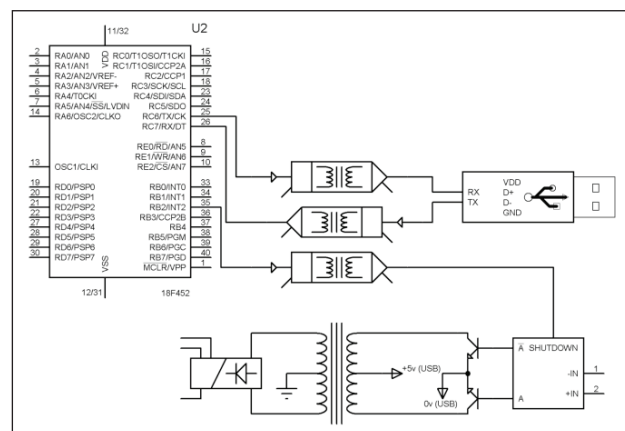 11/32
U2
VDD
2 RA0/AN0 RC0/T1OSO/T1CKI 15
3 RA1/AN1 RC1/T1OSI/CCP2A 16
4 RA2/AN2/VREF- RC2/CCP1 17
5 RA3/AN3/VREF+ RC3/SCK/SCL 18
6 RA4/T0CKI RC4/SDI/SDA 23
7 RA5/AN4/SS/LVDIN RC5/SDO 24
14 RA6/OSC2/CLKO RC6/TX/CK 25
RC7/RX/DT 26
RE0/RD/AN5 8
RE1/WR/AN6 9
13 OSC1/CLKI RE2/CS/AN7 10
19 RD0/PSP0 RB0/INT0 33
20 RD1/PSP1 RB1/INT1 34
21 RD2/PSP2 RB2/INT2 35
22 RD3/PSP3 RB3/CCP2B 36
27 RD4/PSP4 RB4 37
28 RD5/PSP5 RB5/PGM 38
29 RD6/PSP6 RB6/PGC 39
30 RD7/PSP7 RB7/PGD 40
MCLR/VPP 1
VSS
12/31
18F452
RX
TX
VDD
D+
D-
GND
+5v (USB)
0v (USB)
A SHUTDOWN
-IN 1
+IN 2
A